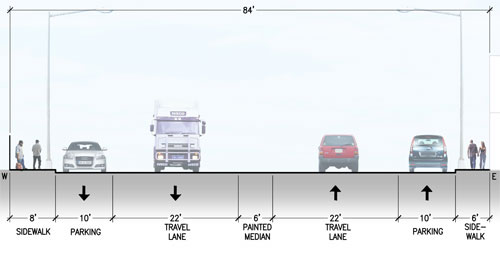 84'
W
E
8'
10'
22'
6'
22'
10'
6'
SIDEWALK
PARKING
TRAVEL
LANE
PAINTED
MEDIAN
TRAVEL
LANE
PARKING
SIDE-
WALK